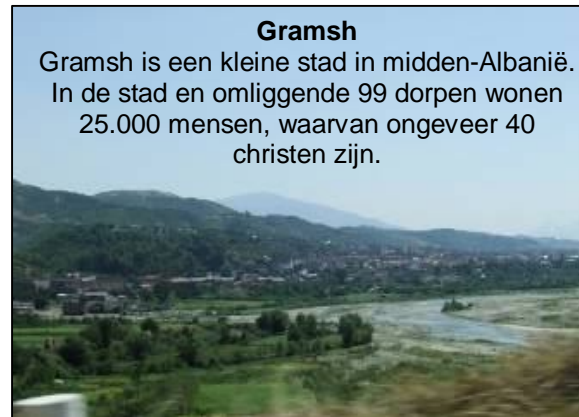 Gramsh
Gramsh is een kleine stad in midden-Albanië.
In de stad en omliggende 99 dorpen wonen
25.000 mensen, waarvan ongeveer 40
christen zijn.